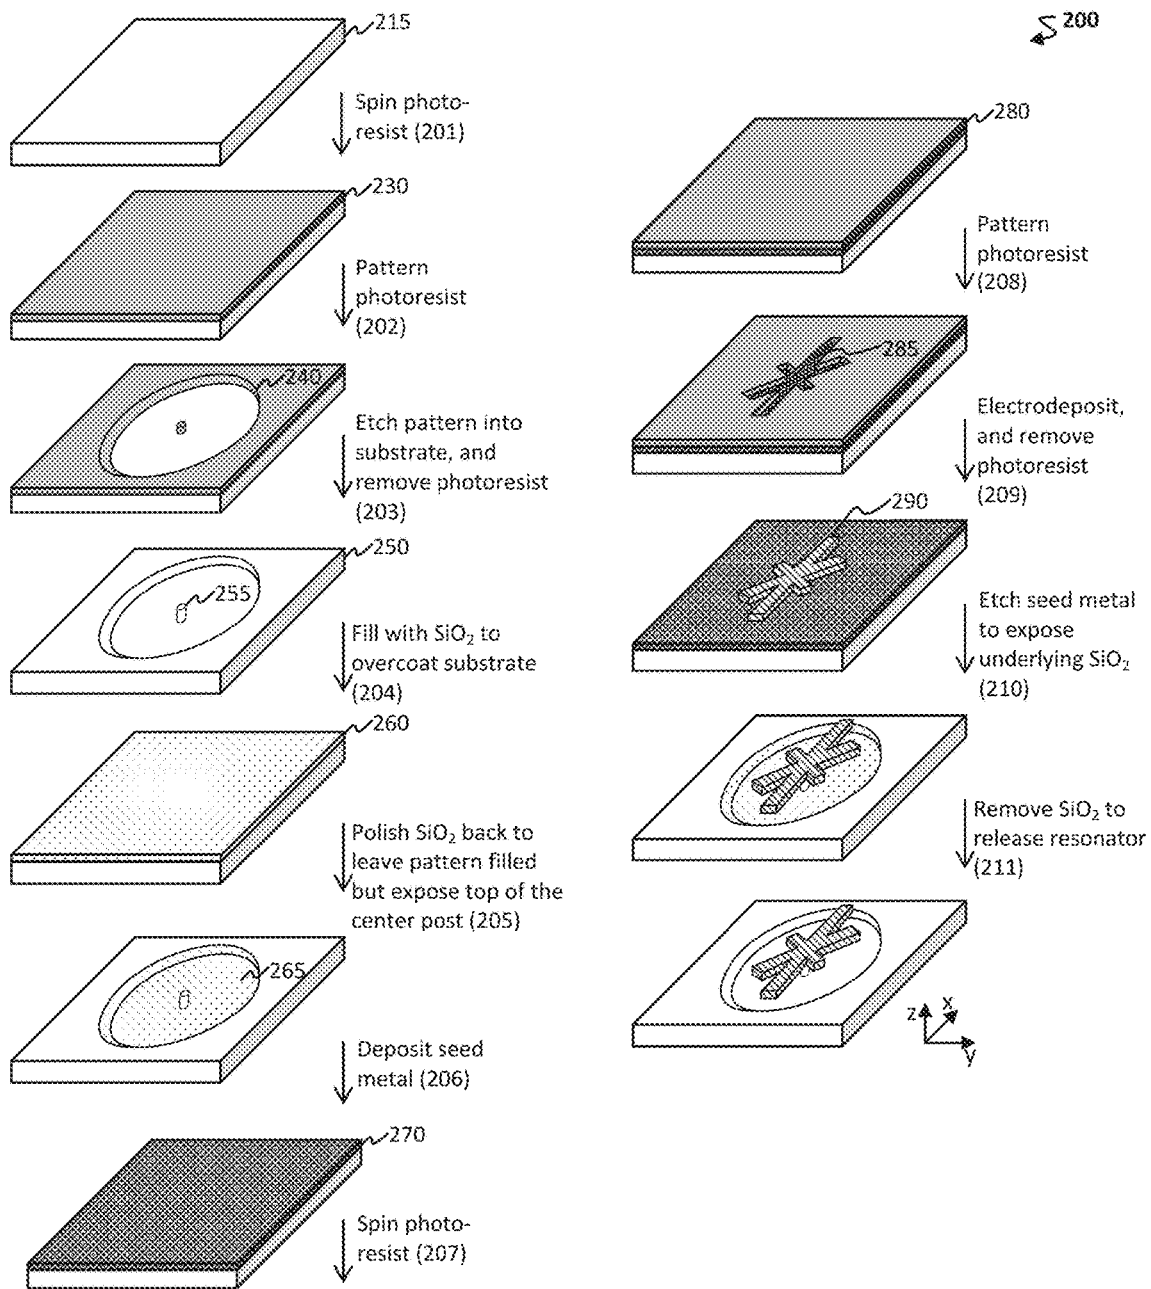 215
Spin photo-
resist (201)
230
Pattern
photoresist
(202)
240
Etch pattern into
substrate, and
remove photoresist
(203)
250
255
Fill with SiO₂ to
overcoat substrate
(204)
260
Polish SiO₂ back to
leave pattern filled
but expose top of the
center post (205)
265
Deposit seed
metal (206)
270
Spin photo-
resist (207)
200
280
Pattern
photoresist
(208)
285
Electrodeposit,
and remove
photoresist
(209)
290
Etch seed metal
to expose
underlying SiO₂
(210)
Remove SiO₂ to
release resonator
(211)
z
x
y